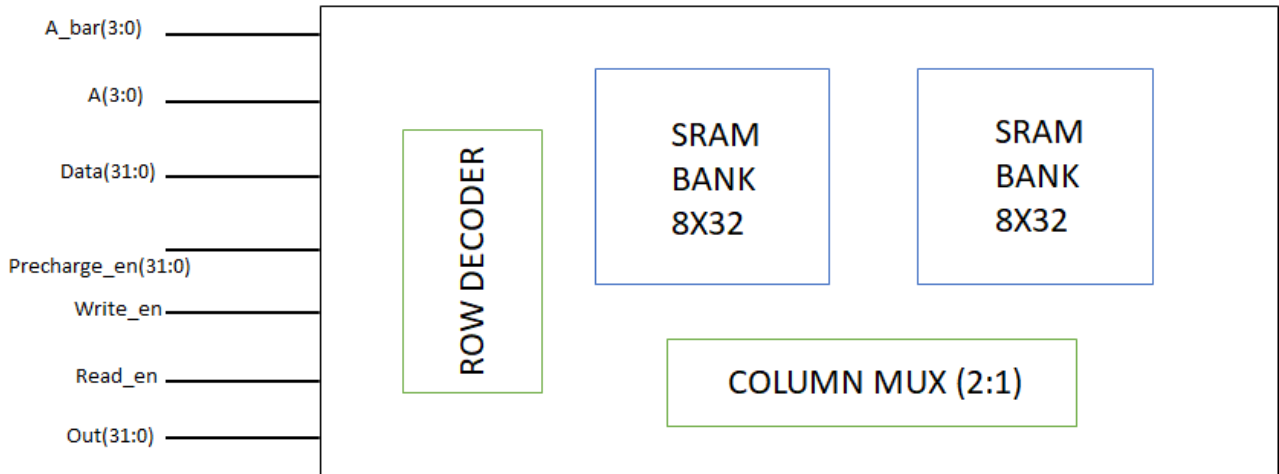 A_bar(3:0)
A(3:0)
Data(31:0)
Precharge_en(31:0)
Write_en
Read_en
Out(31:0)
ROW DECODER
SRAM
BANK
8X32
SRAM
BANK
8X32
COLUMN MUX (2:1)